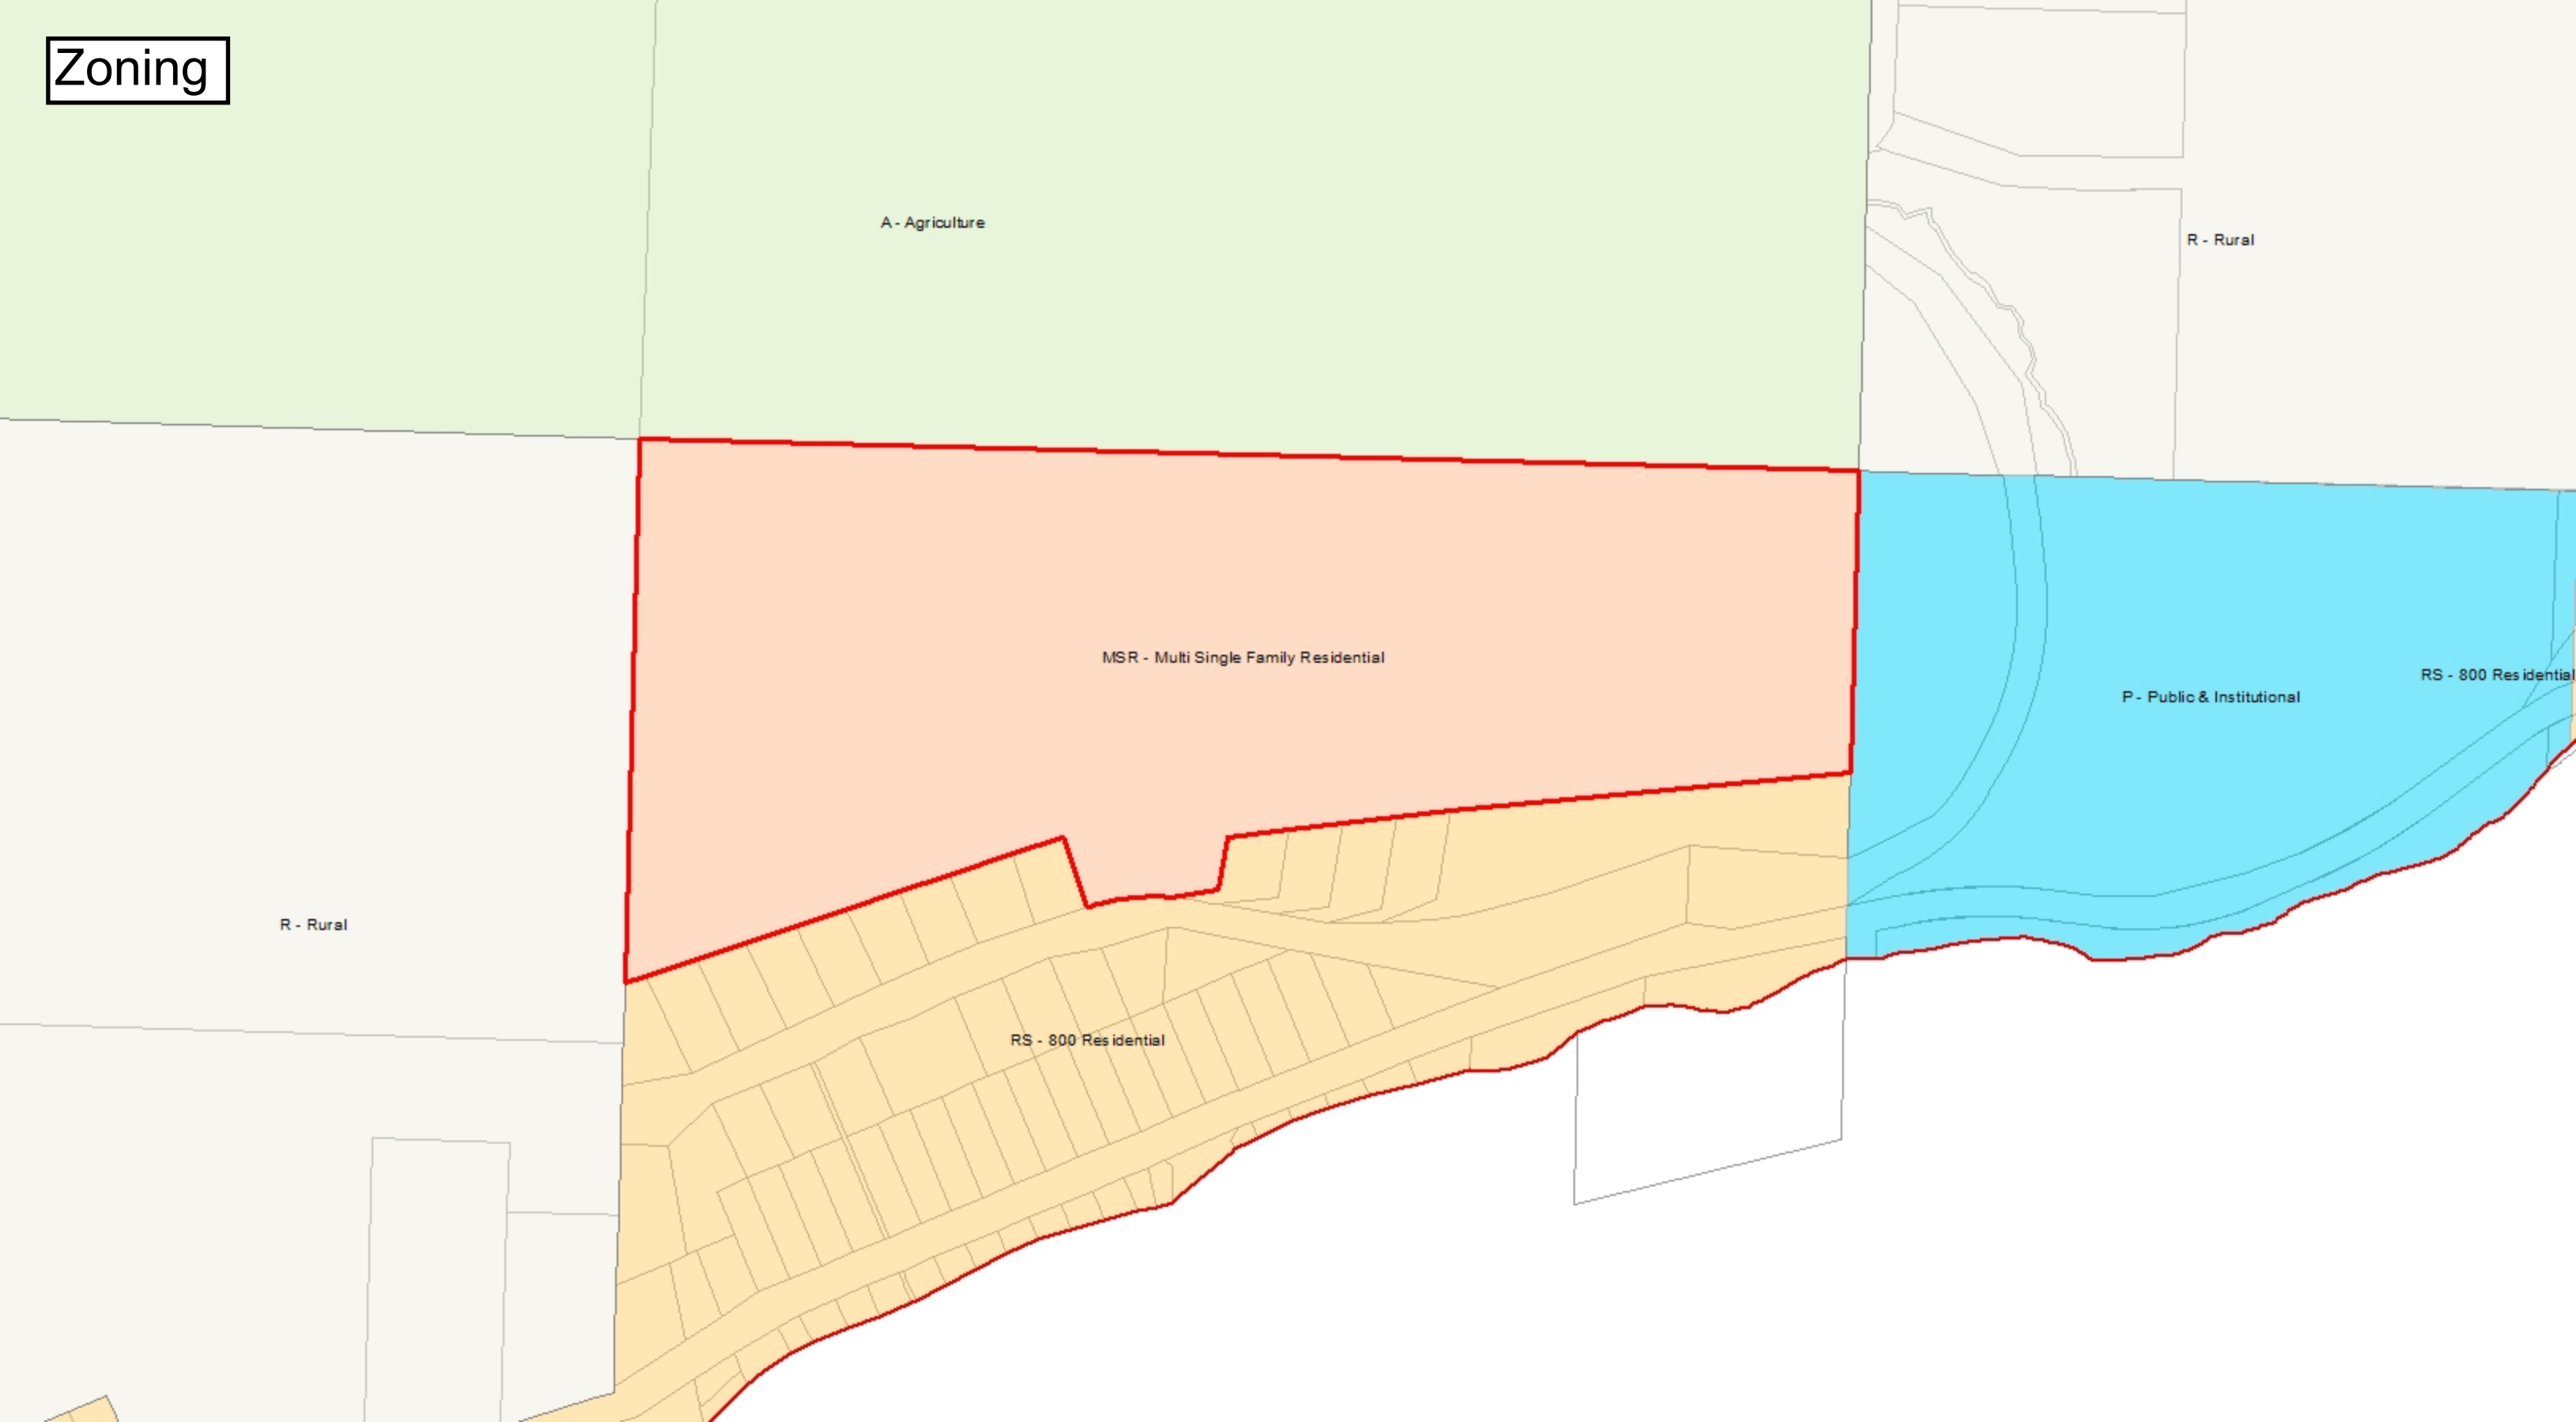 Zoning
A - Agriculture
R - Rural
MSR - Multi Single Family Residential
RS - 800 Residential
P - Public & Institutional
R - Rural
RS - 800 Residential